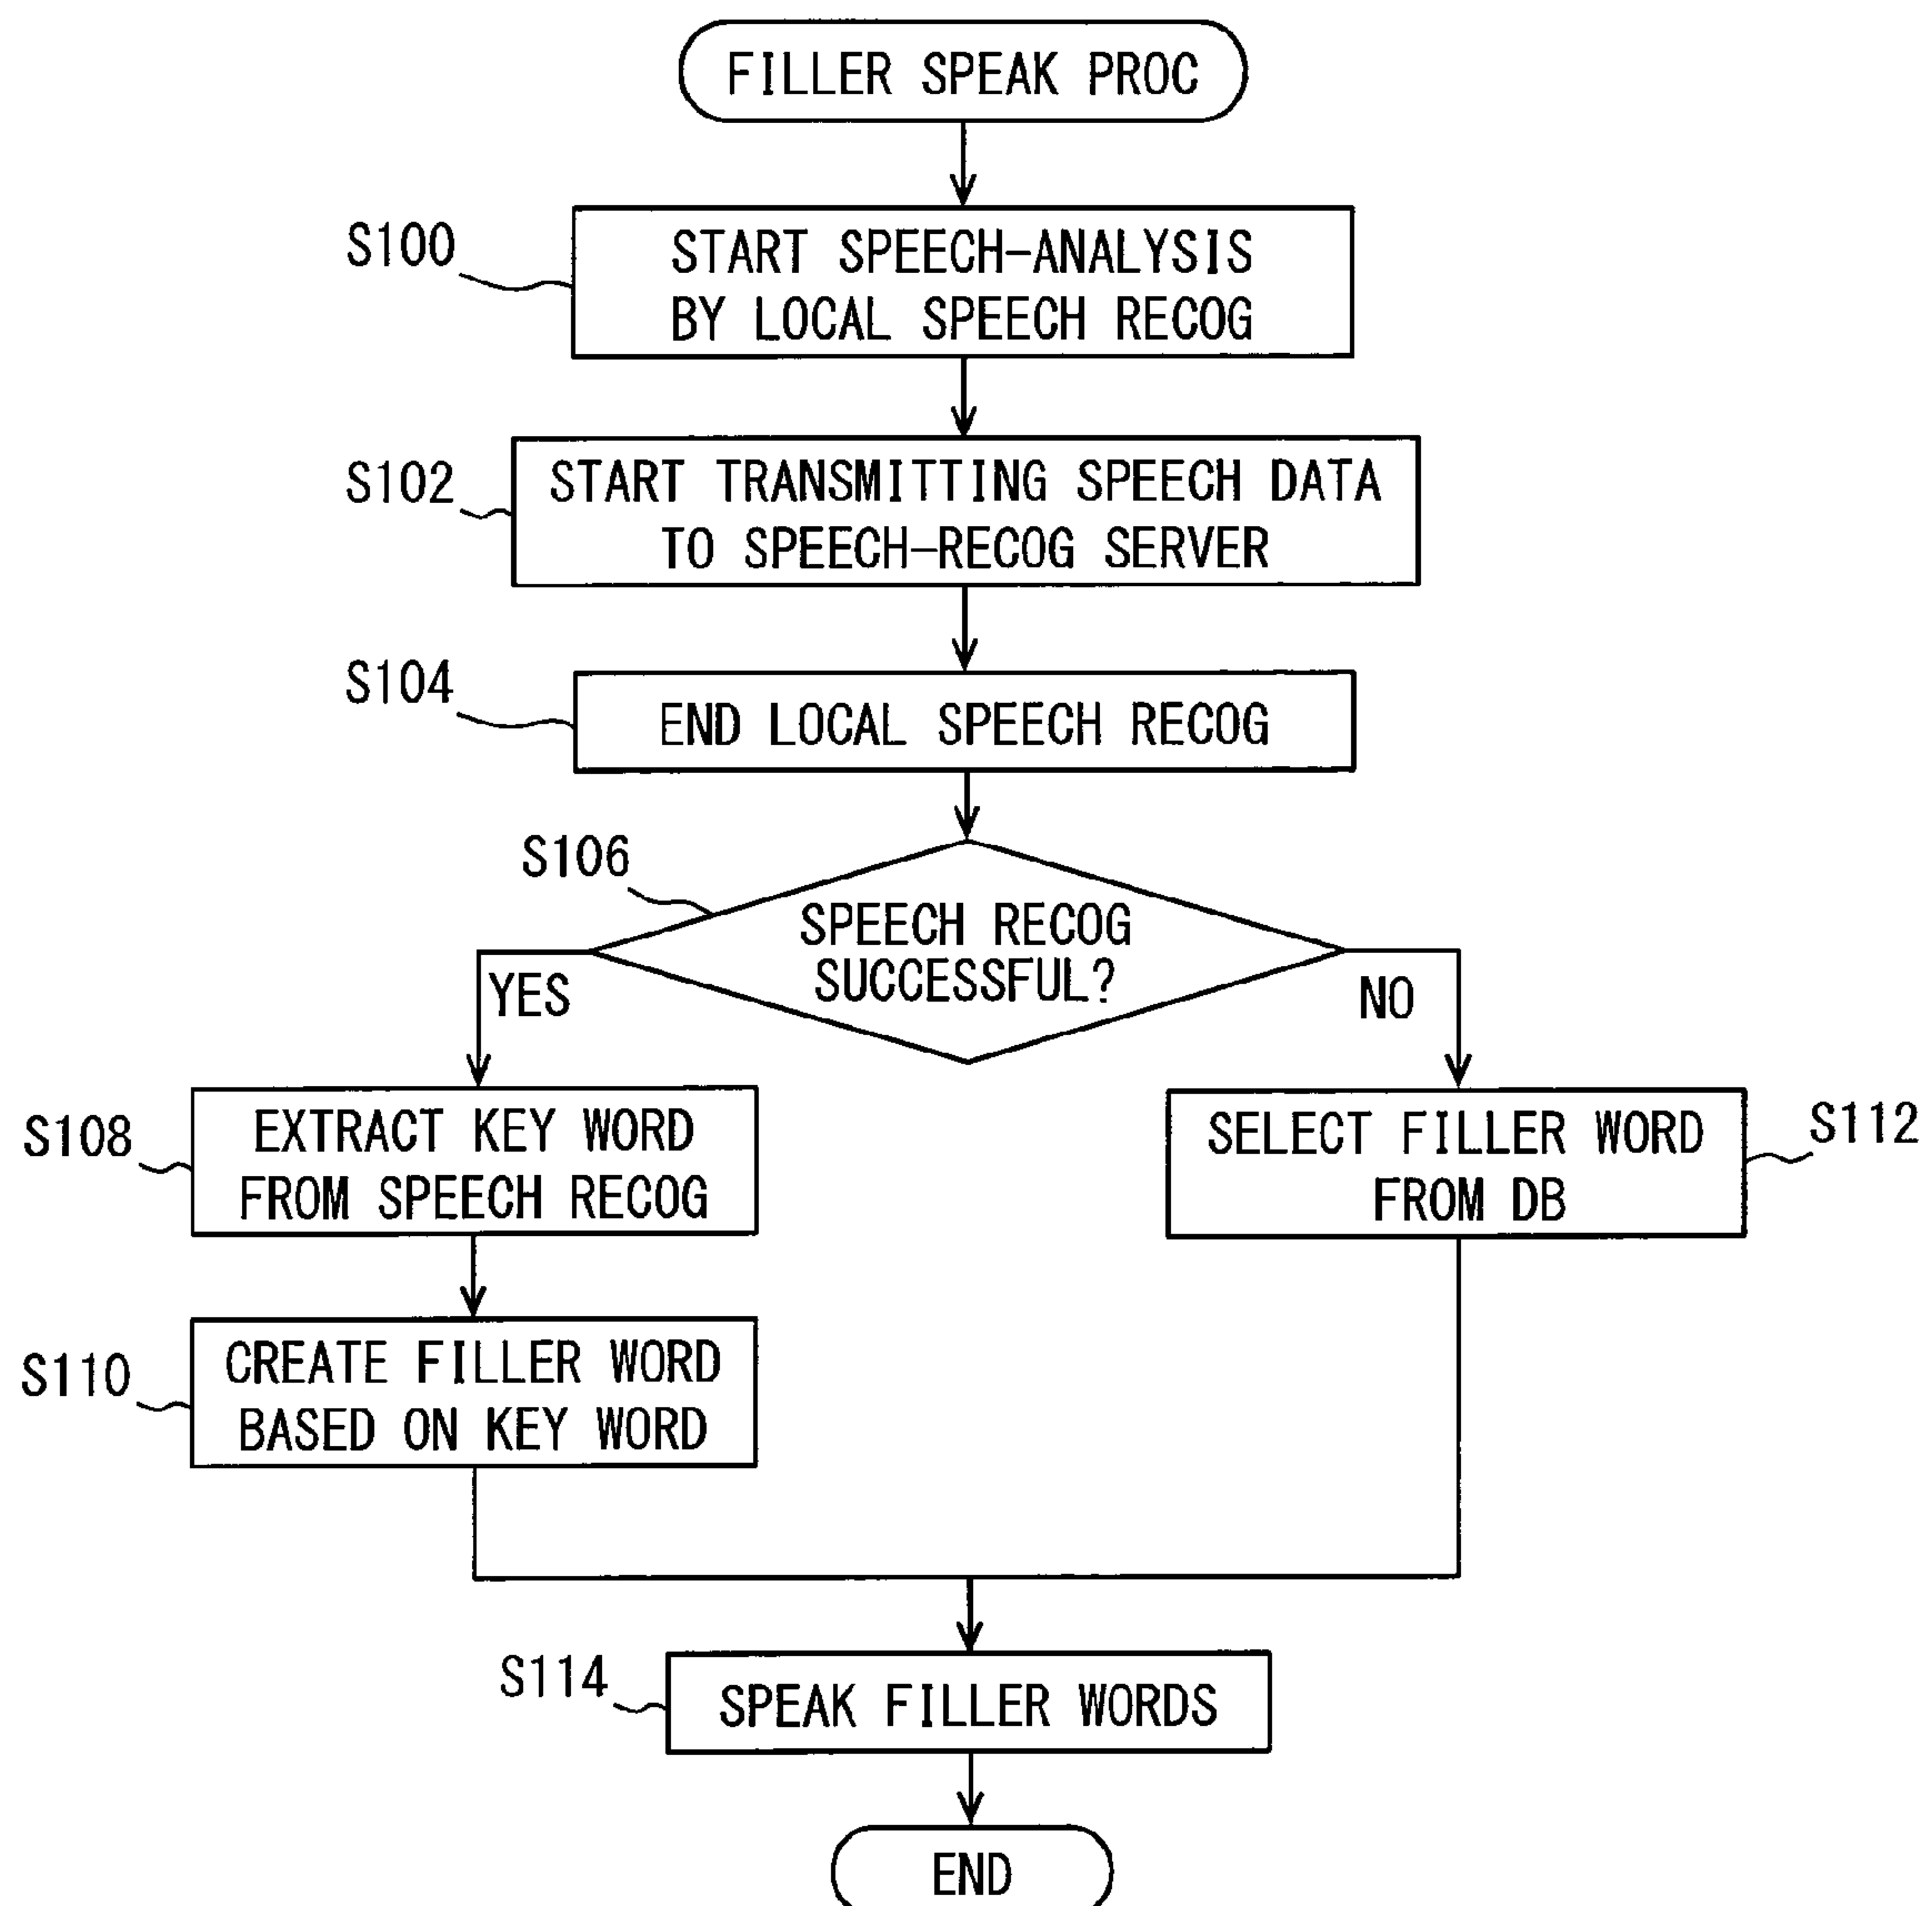 FILLER SPEAK PROC
S100
START SPEECH-ANALYSIS
BY LOCAL SPEECH RECOG
S102
START TRANSMITTING SPEECH DATA
TO SPEECH-RECOG SERVER
S104
END LOCAL SPEECH RECOG
S106
SPEECH RECOG
SUCCESSFUL?
YES
NO
S108
EXTRACT KEY WORD
FROM SPEECH RECOG
SELECT FILLER WORD
FROM DB
S112
S110
CREATE FILLER WORD
BASED ON KEY WORD
S114
SPEAK FILLER WORDS
END